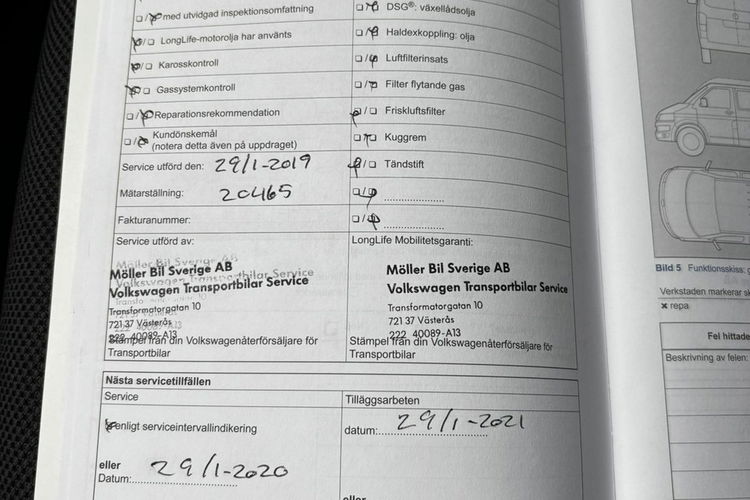 med utvidgad inspektionsomfattning
LongLife-motorolja har använts
Karosskontroll
Gassystemkontroll
Reparationsrekommendation
Kundönskemål
(notera detta även på uppdraget)
Service utförd den: 29/1-2019
Mätarställning: 20465
Fakturanummer:
Service utförd av:
Möller Bil Sverige AB
Volkswagen Transportbilar Service
Transformatorgatan 10
721 37 Västerås
222 40089-A13
Stämpel från din Volkswagenåterförsäljare för
Transportbilar
DSG®: växellådsolja
Haldexkoppling: olja
Luftfilterinsats
Filter flytande gas
Friskluftsfilter
Kuggrem
Tändstift
LongLife Mobilitetsgaranti:
Möller Bil Sverige AB
Volkswagen Transportbilar Service
Transformatorgatan 10
721 37 Västerås
222 40089-A13
Stämpel från din Volkswagenåterförsäljare för
Transportbilar
Nästa servicetillfällen
Service
enligt serviceintervallindikering
eller
Datum: 29/1-2020
Tilläggsarbeten
datum: 29/1-2021
eller
Bild 5 Funktionsskiss:
Verkstaden markerar
× repa
Fel hittade
Beskrivning av felen: